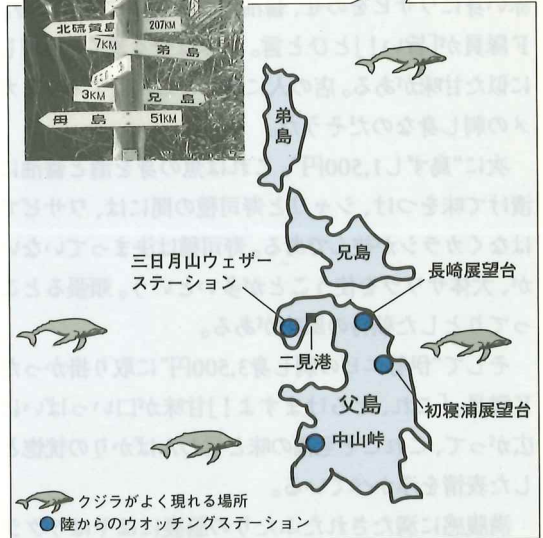 北硫黄島
207KM
7KM 弟島
3KM 兄島
母島 51KM
弟島
兄島
三日月山ウェザー
ステーション
長崎展望台
二見港
父島
初寝浦展望台
中山峠
クジラがよく現れる場所
陸からのウオッチングステーション